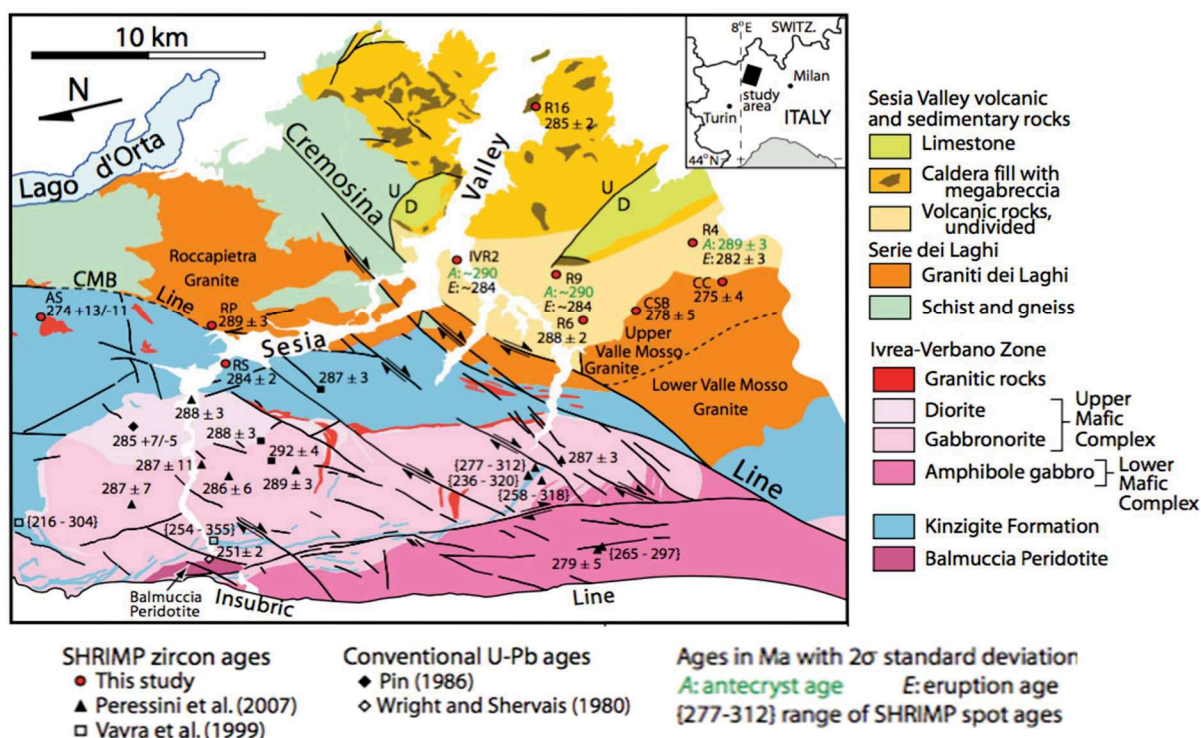 10 km
N
Lago d'Orta
Cremosina
Valley
R16
285 ± 2
8°E SWITZ.
Milan
study
area
Turin
ITALY
44°N
U
D
U
D
Roccapietra
Granite
CMB
Line
AS
274 +13/-11
RP
289 ± 3
Sesia
RS
284 ± 2
IVR2
A: ~290
E: ~284
R9
A: ~290
E: ~284
R6
288 ± 2
R4
A: 289 ± 3
E: 282 ± 3
CC
275 ± 4
CSB
278 ± 5
Upper
Valle Mosso
Granite
Lower Valle Mosso
Granite
Line
287 ± 3
288 ± 3
285 +7/-5
288 ± 3
292 ± 4
287 ± 11
289 ± 3
286 ± 6
287 ± 7
{216 - 304}
{254 - 355}
251 ± 2
{277 - 312}
{236 - 320}
{258 - 318}
287 ± 3
279 ± 5
{265 - 297}
Balmuccia
Peridotite
Insubric
Line
Sesia Valley volcanic
and sedimentary rocks
Limestone
Caldera fill with
megabreccia
Volcanic rocks,
undivided
Serie dei Laghi
Graniti dei Laghi
Schist and gneiss
Ivrea-Verbano Zone
Granitic rocks
Diorite
Gabbronorite
Upper
Mafic
Complex
Amphibole gabbro
Lower
Mafic
Complex
Kinzigite Formation
Balmuccia Peridotite
SHRIMP zircon ages
This study
Peressini et al. (2007)
Vavra et al. (1999)
Conventional U-Pb ages
Pin (1986)
Wright and Shervais (1980)
Ages in Ma with 2σ standard deviation
A: antecryst age E: eruption age
{277-312} range of SHRIMP spot ages